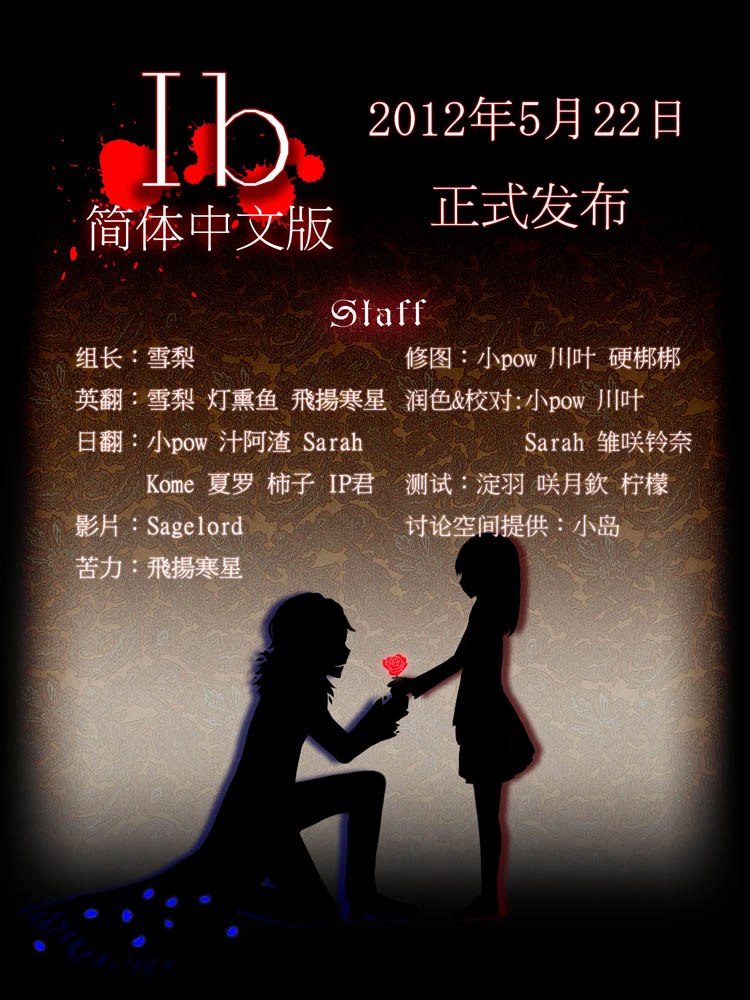 Ib
简体中文版
2012年5月22日
正式发布
Staff
组长：雪梨
英翻：雪梨 灯熏鱼 飛揚寒星
日翻：小pow 汁阿渣 Sarah
Kome 夏罗 柿子 IP君
影片：Sagelord
苦力：飛揚寒星
修图：小pow 川叶 硬梆梆
润色&校对:小pow 川叶
Sarah 雏咲铃奈
测试：淀羽 咲月欽 柠檬
讨论空间提供：小岛